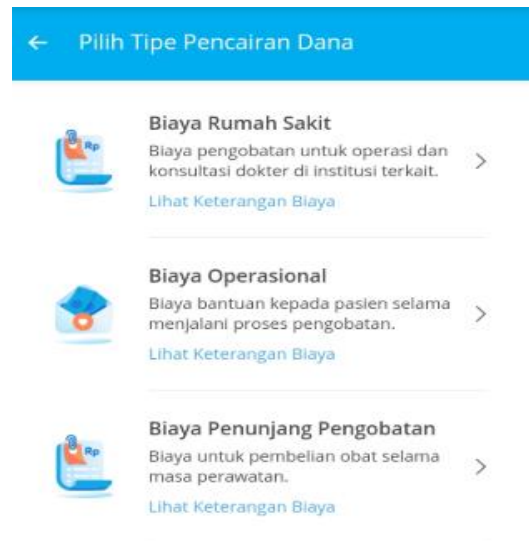 Pilih Tipe Pencairan Dana
Biaya Rumah Sakit
Rp
Biaya pengobatan untuk operasi dan
konsultasi dokter di institusi terkait.
Lihat Keterangan Biaya
Biaya Operasional
Biaya bantuan kepada pasien selama
menjalani proses pengobatan.
Lihat Keterangan Biaya
Biaya Penunjang Pengobatan
Rp
Biaya untuk pembelian obat selama
masa perawatan.
Lihat Keterangan Biaya